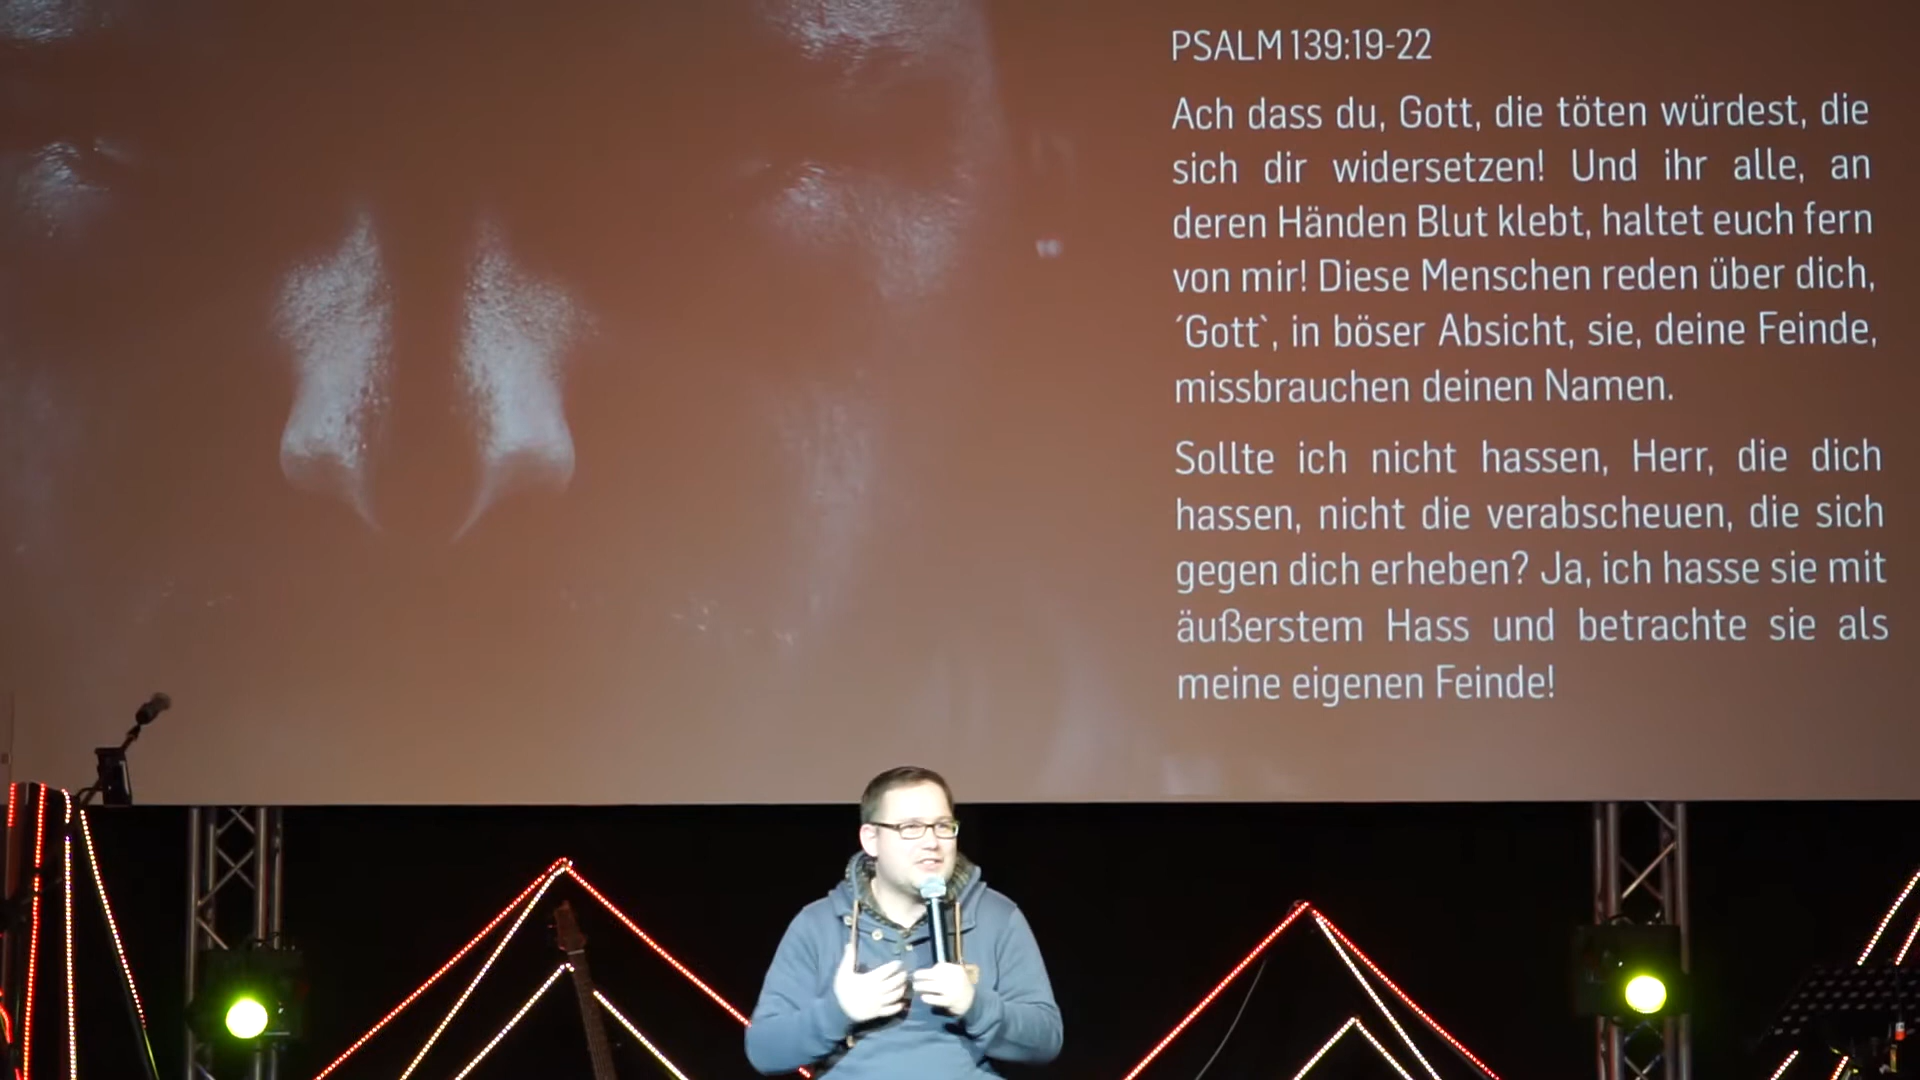 PSALM 139:19-22
Ach dass du, Gott, die töten würdest, die
sich dir widersetzen! Und ihr alle, an
deren Händen Blut klebt, haltet euch fern
von mir! Diese Menschen reden über dich,
´Gott`, in böser Absicht, sie, deine Feinde,
missbrauchen deinen Namen.
Sollte ich nicht hassen, Herr, die dich
hassen, nicht die verabscheuen, die sich
gegen dich erheben? Ja, ich hasse sie mit
äußerstem Hass und betrachte sie als
meine eigenen Feinde!